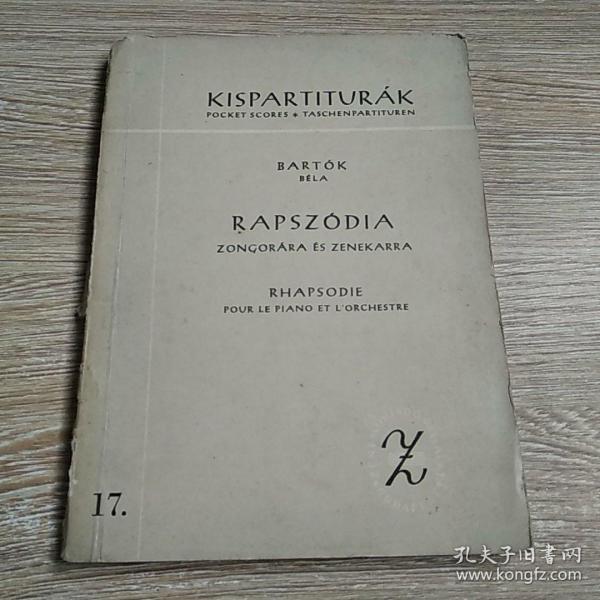 KISPARTITURÁK
POCKET SCORES * TASCHENPARTITUREN
BARTÓK
BÉLA
RAPSZÓDIA
ZONGORÁRA ÉS ZENEKARRA
RHAPSODIE
POUR LE PIANO ET L'ORCHESTRE
Z
17.
孔夫子旧书网
www.kongfz.com